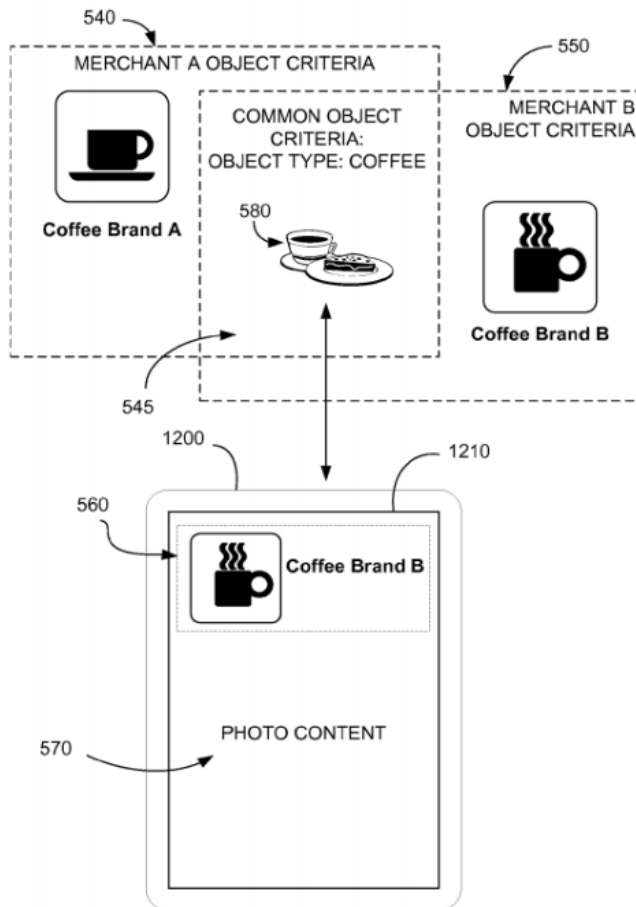 540
550
MERCHANT A OBJECT CRITERIA
MERCHANT B
OBJECT CRITERIA
COMMON OBJECT
CRITERIA:
OBJECT TYPE: COFFEE
580
Coffee Brand A
Coffee Brand B
545
1200
1210
560
Coffee Brand B
PHOTO CONTENT
570